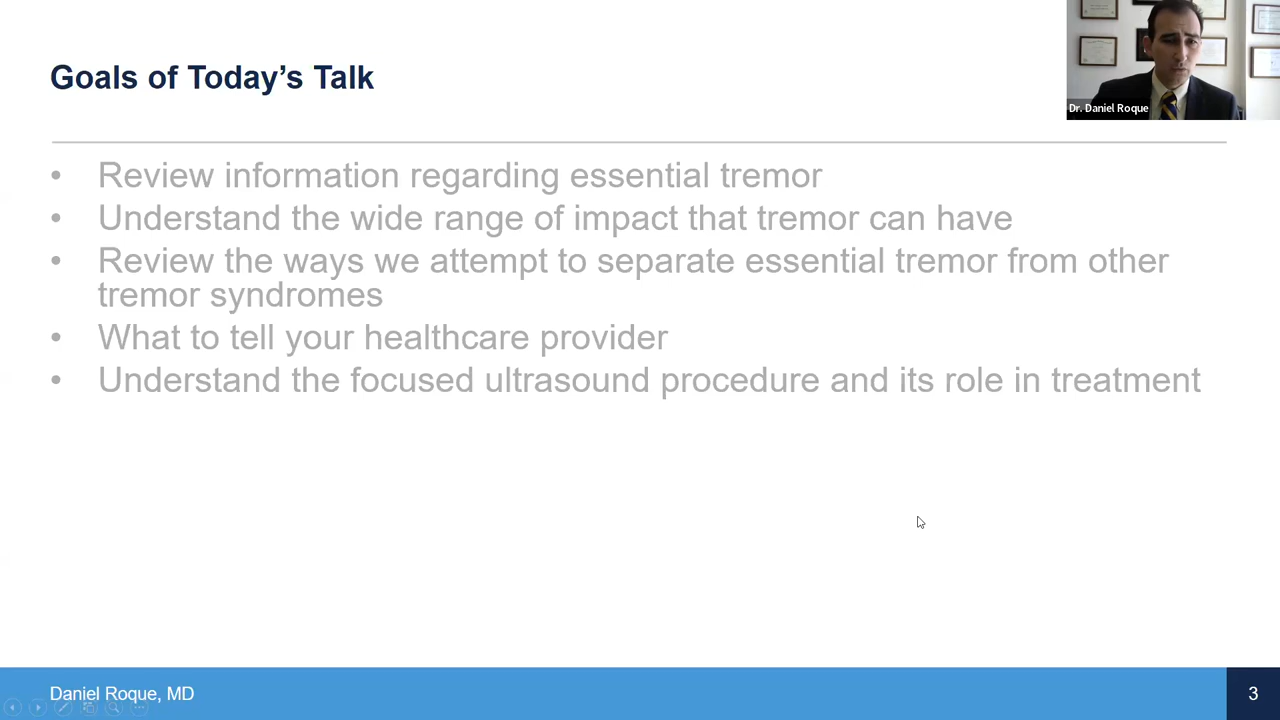 Goals of Today’s Talk
Dr. Daniel Roque
• Review information regarding essential tremor
• Understand the wide range of impact that tremor can have
• Review the ways we attempt to separate essential tremor from other
tremor syndromes
• What to tell your healthcare provider
• Understand the focused ultrasound procedure and its role in treatment
Daniel Roque, MD
3